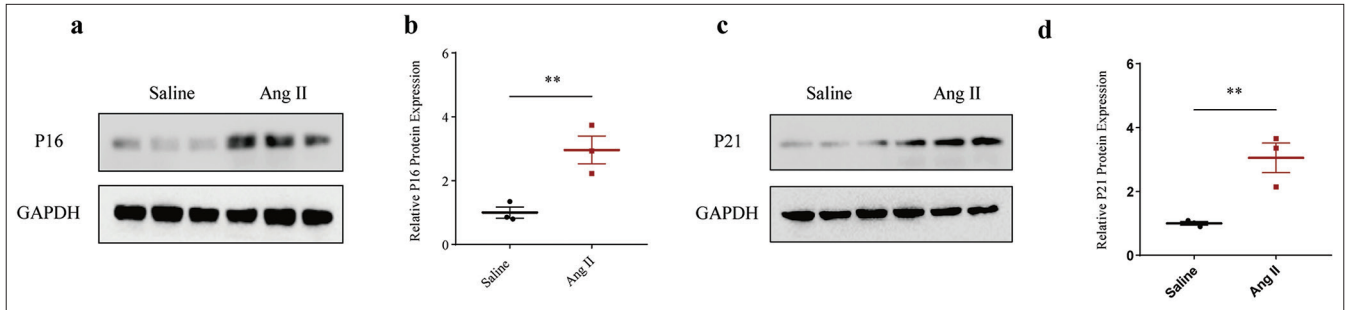 a
Saline Ang II
P16
GAPDH
b
Relative P16 Protein Expression
6
4
2
0
**
Saline
Ang II
c
Saline Ang II
P21
GAPDH
d
Relative P21 Protein Expression
6
4
2
0
**
Saline
Ang II